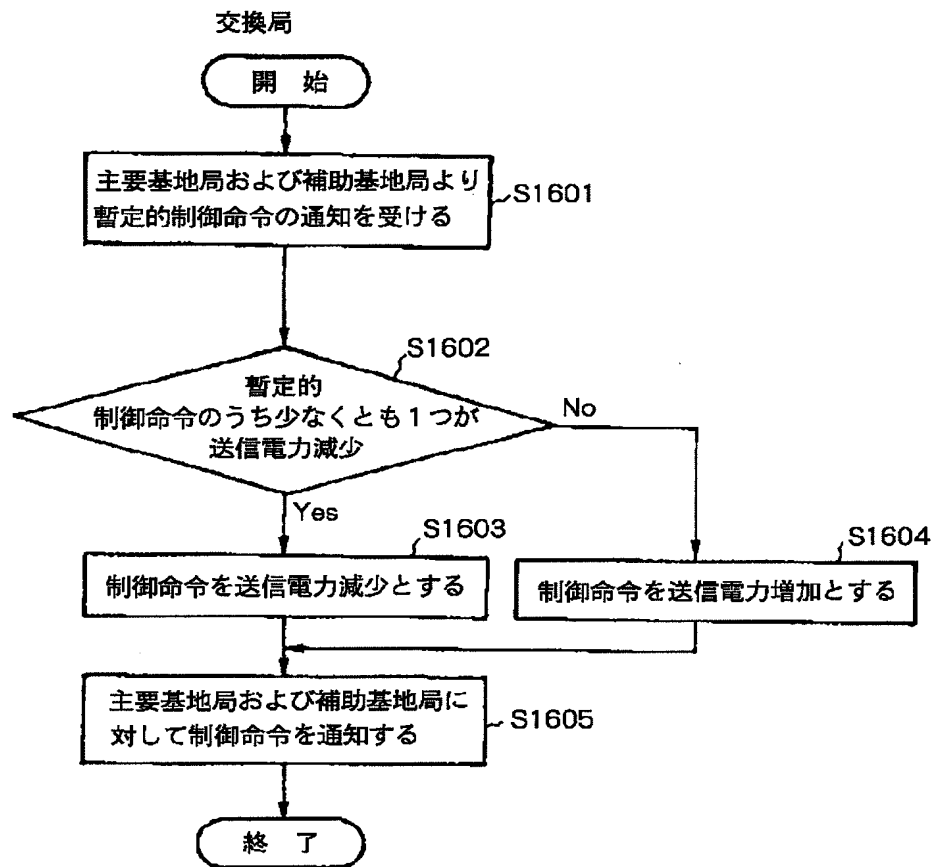 交換局
開 始
主要基地局および補助基地局より
暫定的制御命令の通知を受ける
S1601
S1602
暫定的
制御命令のうち少なくとも1つが
送信電力減少
No
Yes
S1603
制御命令を送信電力減少とする
S1604
制御命令を送信電力増加とする
主要基地局および補助基地局に
対して制御命令を通知する
S1605
終 了